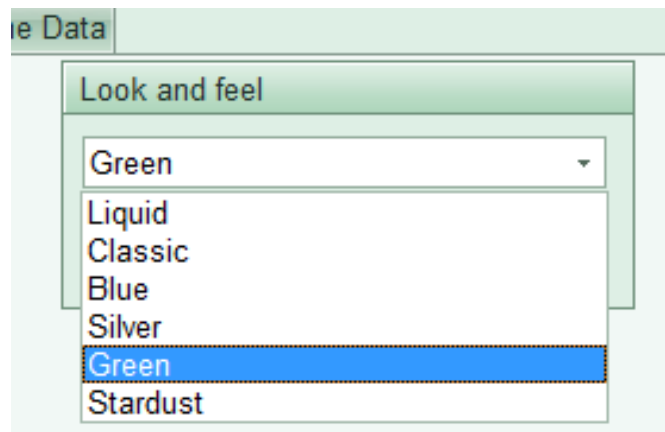 Data
Look and feel
Green
Liquid
Classic
Blue
Silver
Green
Stardust